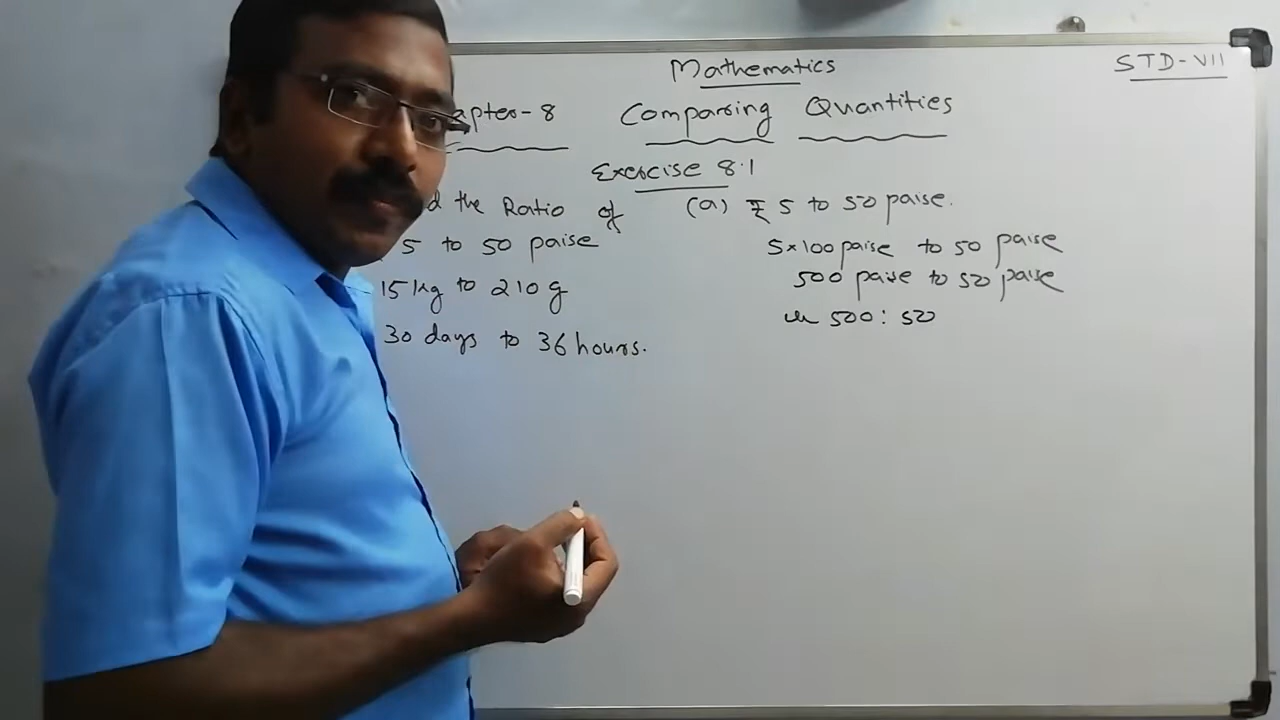 Mathematics
STD-VII
apter-8 Comparing Quantities
Exercise 8.1
d the Ratio of
5 to 50 paise
15 kg to 210 g
30 days to 36 hours.
(a) ₹ 5 to 50 paise.
5×100 paise to 50 paise
500 paise to 50 paise
500 : 50